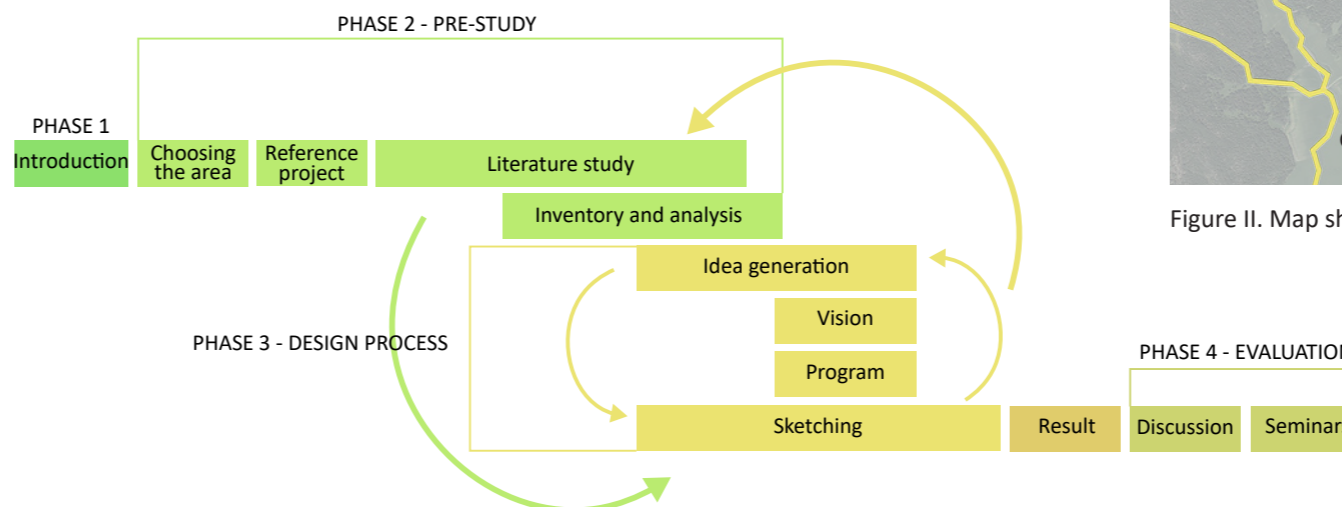 PHASE 2 - PRE-STUDY
PHASE 1
Introduction
Choosing
the area
Reference
project
Literature study
Inventory and analysis
Figure II. Map
Idea generation
Vision
PHASE 3 - DESIGN PROCESS
Program
PHASE 4 - EVALUATION
Sketching
Result
Discussion
Seminar